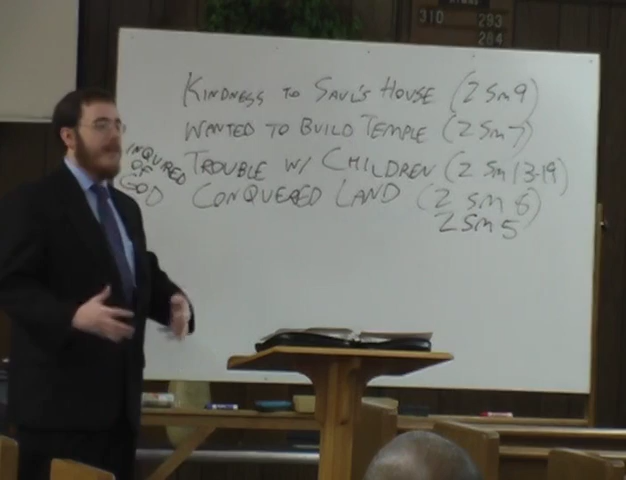 310 293
284
KINDNESS TO SAUL'S HOUSE (2 Sm 9)
WANTED TO BUILD TEMPLE (2 Sm 7)
TROUBLE W/ CHILDREN (2 Sm 13-19)
INQUIRED OF GOD
CONQUERED LAND (2 Sm 8)
2 Sm 5